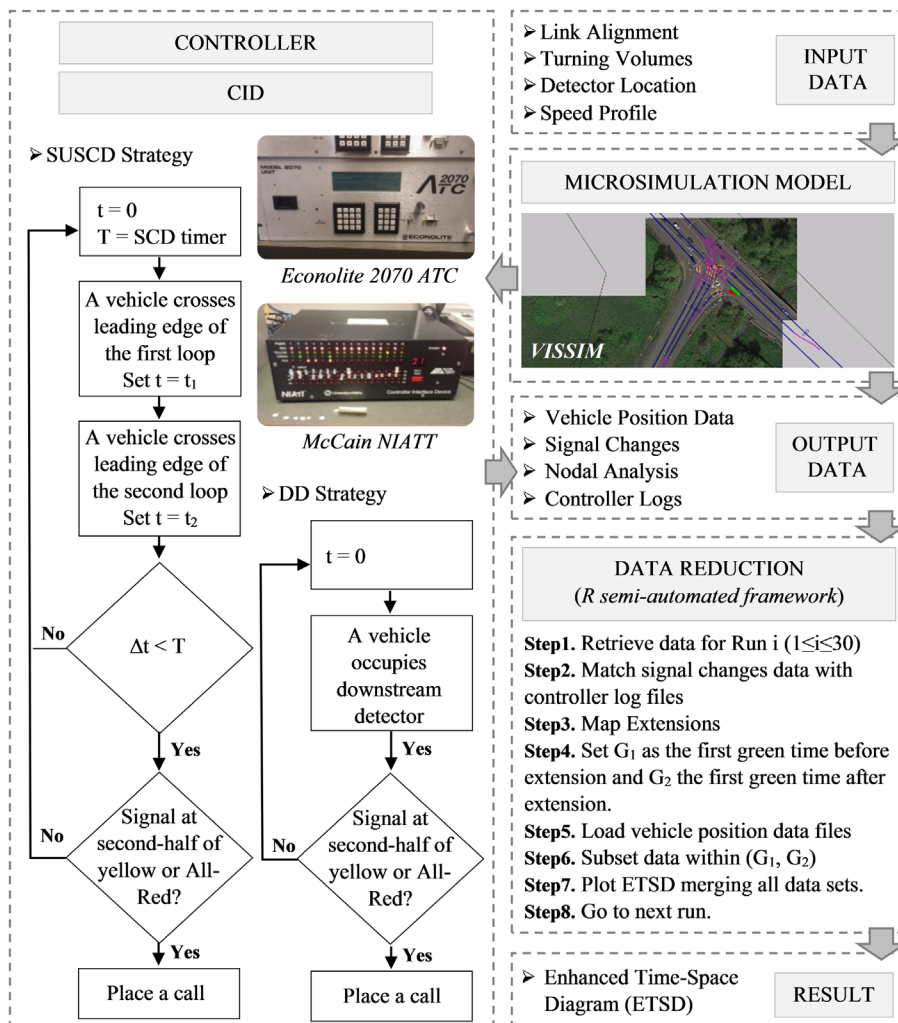 CONTROLLER
CID
➤ SUSCD Strategy
t = 0
T = SCD timer
A vehicle crosses
leading edge of
the first loop
Set t = t₁
A vehicle crosses
leading edge of
the second loop
Set t = t₂
No
Δt < T
Yes
No
Signal at
second-half of
yellow or All-
Red?
Yes
Place a call
MODEL 2070
UNIT
2070
ATC
ECONOLITE
Econolite 2070 ATC
NIATT
Controller Interface Device
McCain NIATT
➤ DD Strategy
t = 0
A vehicle
occupies
downstream
detector
Yes
No
Signal at
second-half of
yellow or All-
Red?
Yes
Place a call
➤ Link Alignment
➤ Turning Volumes
➤ Detector Location
➤ Speed Profile
INPUT
DATA
MICROSIMULATION MODEL
VISSIM
➤ Vehicle Position Data
➤ Signal Changes
➤ Nodal Analysis
➤ Controller Logs
OUTPUT
DATA
DATA REDUCTION
(R semi-automated framework)
Step1. Retrieve data for Run i (1≤i≤30)
Step2. Match signal changes data with
controller log files
Step3. Map Extensions
Step4. Set G₁ as the first green time before
extension and G₂ the first green time after
extension.
Step5. Load vehicle position data files
Step6. Subset data within (G₁, G₂)
Step7. Plot ETSD merging all data sets.
Step8. Go to next run.
➤ Enhanced Time-Space
Diagram (ETSD)
RESULT